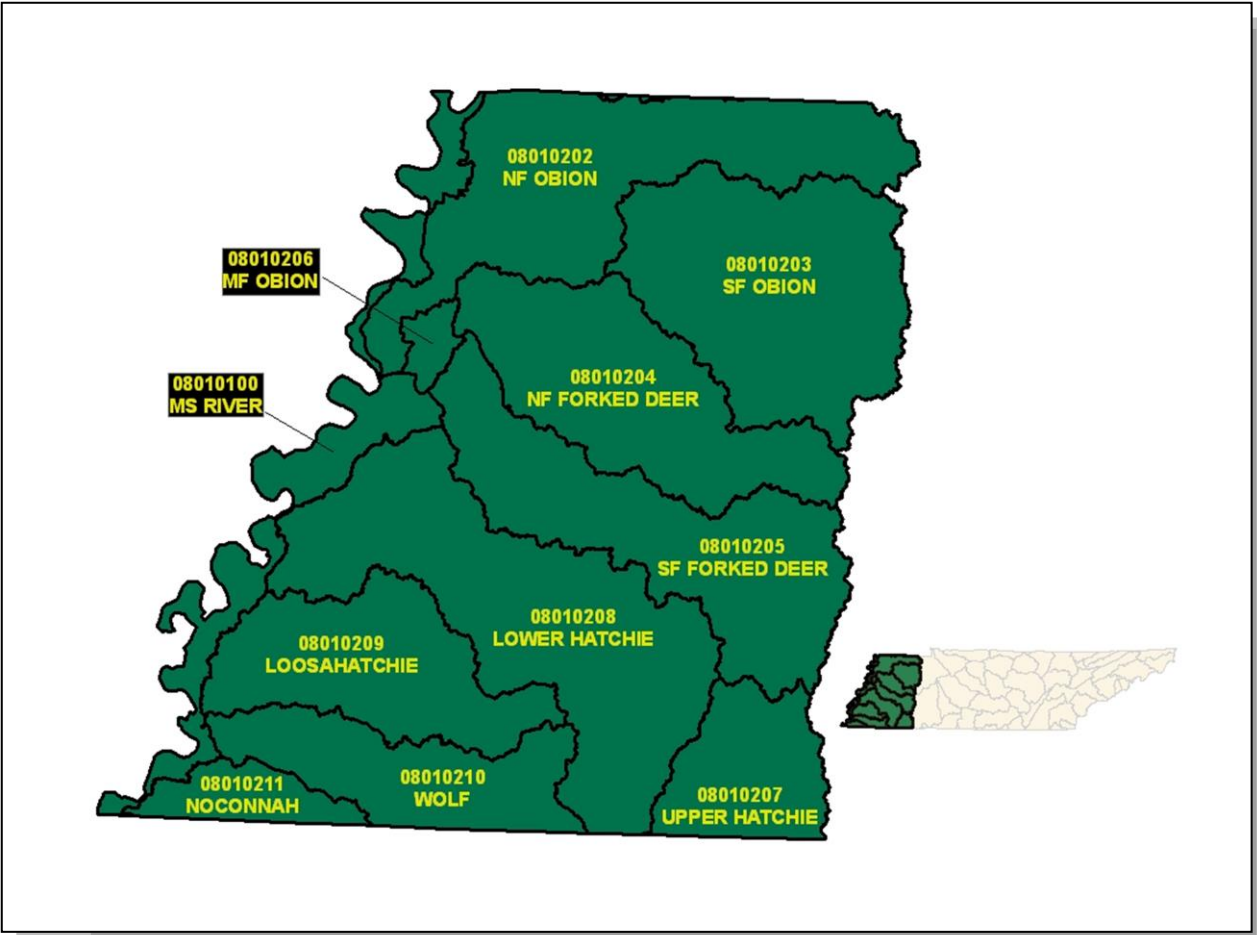 08010202
NF OBION
08010206
MF OBION
08010203
SF OBION
08010100
MS RIVER
08010204
NF FORKED DEER
08010205
SF FORKED DEER
08010208
LOWER HATCHIE
08010209
LOOSAHATCHIE
08010211
NOCONNAH
08010210
WOLF
08010207
UPPER HATCHIE